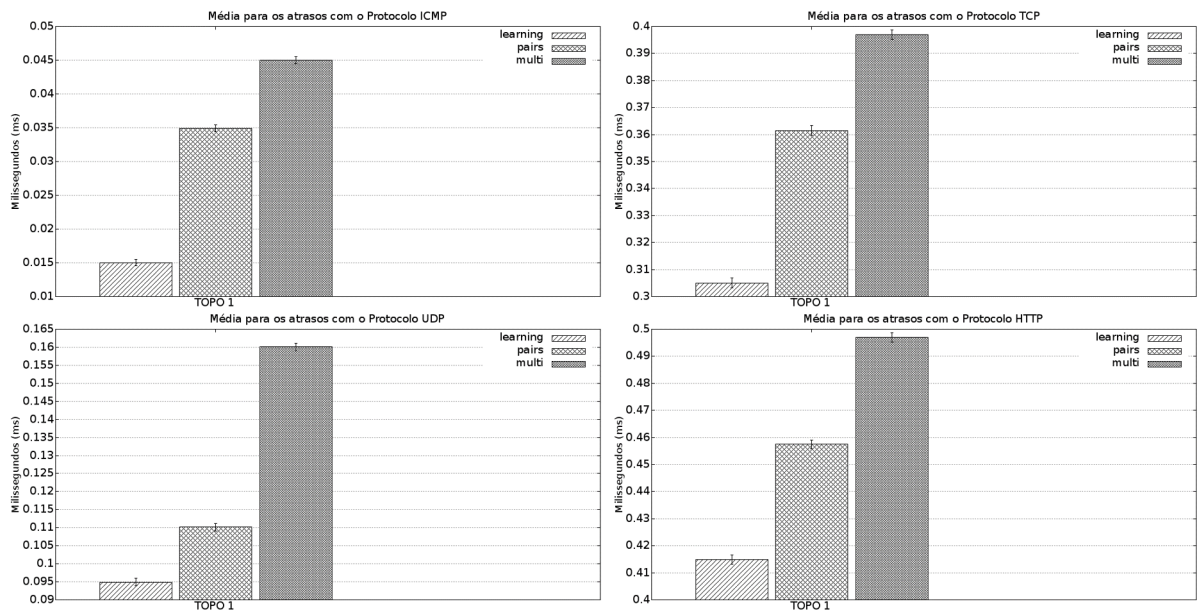 Média para os atrasos com o Protocolo ICMP
Milissegundos (ms)
0.05
0.045
0.04
0.035
0.03
0.025
0.02
0.015
0.01
learning
pairs
multi
TOPO 1
Média para os atrasos com o Protocolo TCP
Milissegundos (ms)
0.4
0.39
0.38
0.37
0.36
0.35
0.34
0.33
0.32
0.31
0.3
learning
pairs
multi
TOPO 1
Média para os atrasos com o Protocolo UDP
Milissegundos (ms)
0.165
0.16
0.155
0.15
0.145
0.14
0.135
0.13
0.125
0.12
0.115
0.11
0.105
0.1
0.095
0.09
learning
pairs
multi
TOPO 1
Média para os atrasos com o Protocolo HTTP
Milissegundos (ms)
0.5
0.49
0.48
0.47
0.46
0.45
0.44
0.43
0.42
0.41
0.4
learning
pairs
multi
TOPO 1